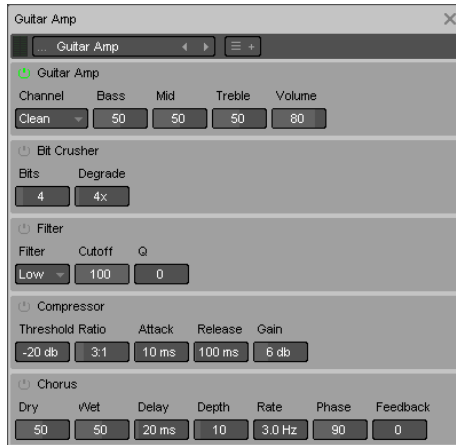 Guitar Amp
... Guitar Amp
Guitar Amp
Channel Bass Mid Treble Volume
Clean 50 50 50 80
Bit Crusher
Bits Degrade
4 4x
Filter
Filter Cutoff Q
Low 100 0
Compressor
Threshold Ratio Attack Release Gain
-20 db 3:1 10 ms 100 ms 6 db
Chorus
Dry Wet Delay Depth Rate Phase Feedback
50 50 20 ms 10 3.0 Hz 90 0